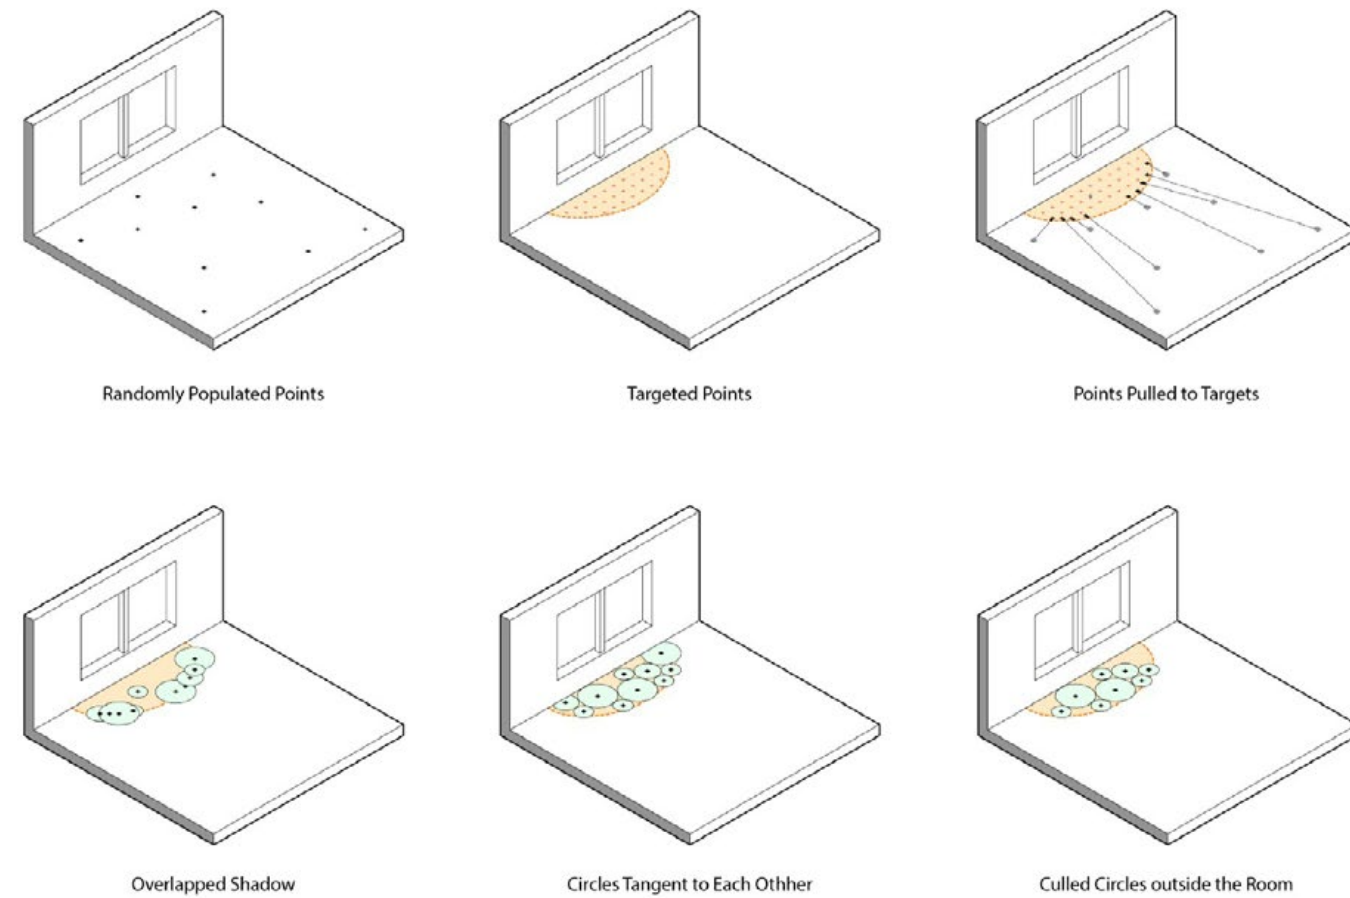 Randomly Populated Points
Targeted Points
Points Pulled to Targets
Overlapped Shadow
Circles Tangent to Each Othher
Culled Circles outside the Room